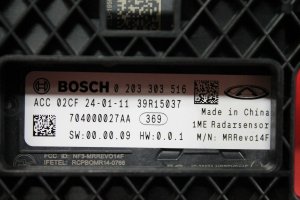 BOSCH 0 203 303 516
ACC 02CF 24-01-11 39R15037
Made in China
704000027AA 369
1ME Radarsensor
SW:00.00.09 HW:0.0.1 M/N: MRRevo14F
FCC ID: NF3-MRREVO14F
IFETEL: RCPBOMR14-0766